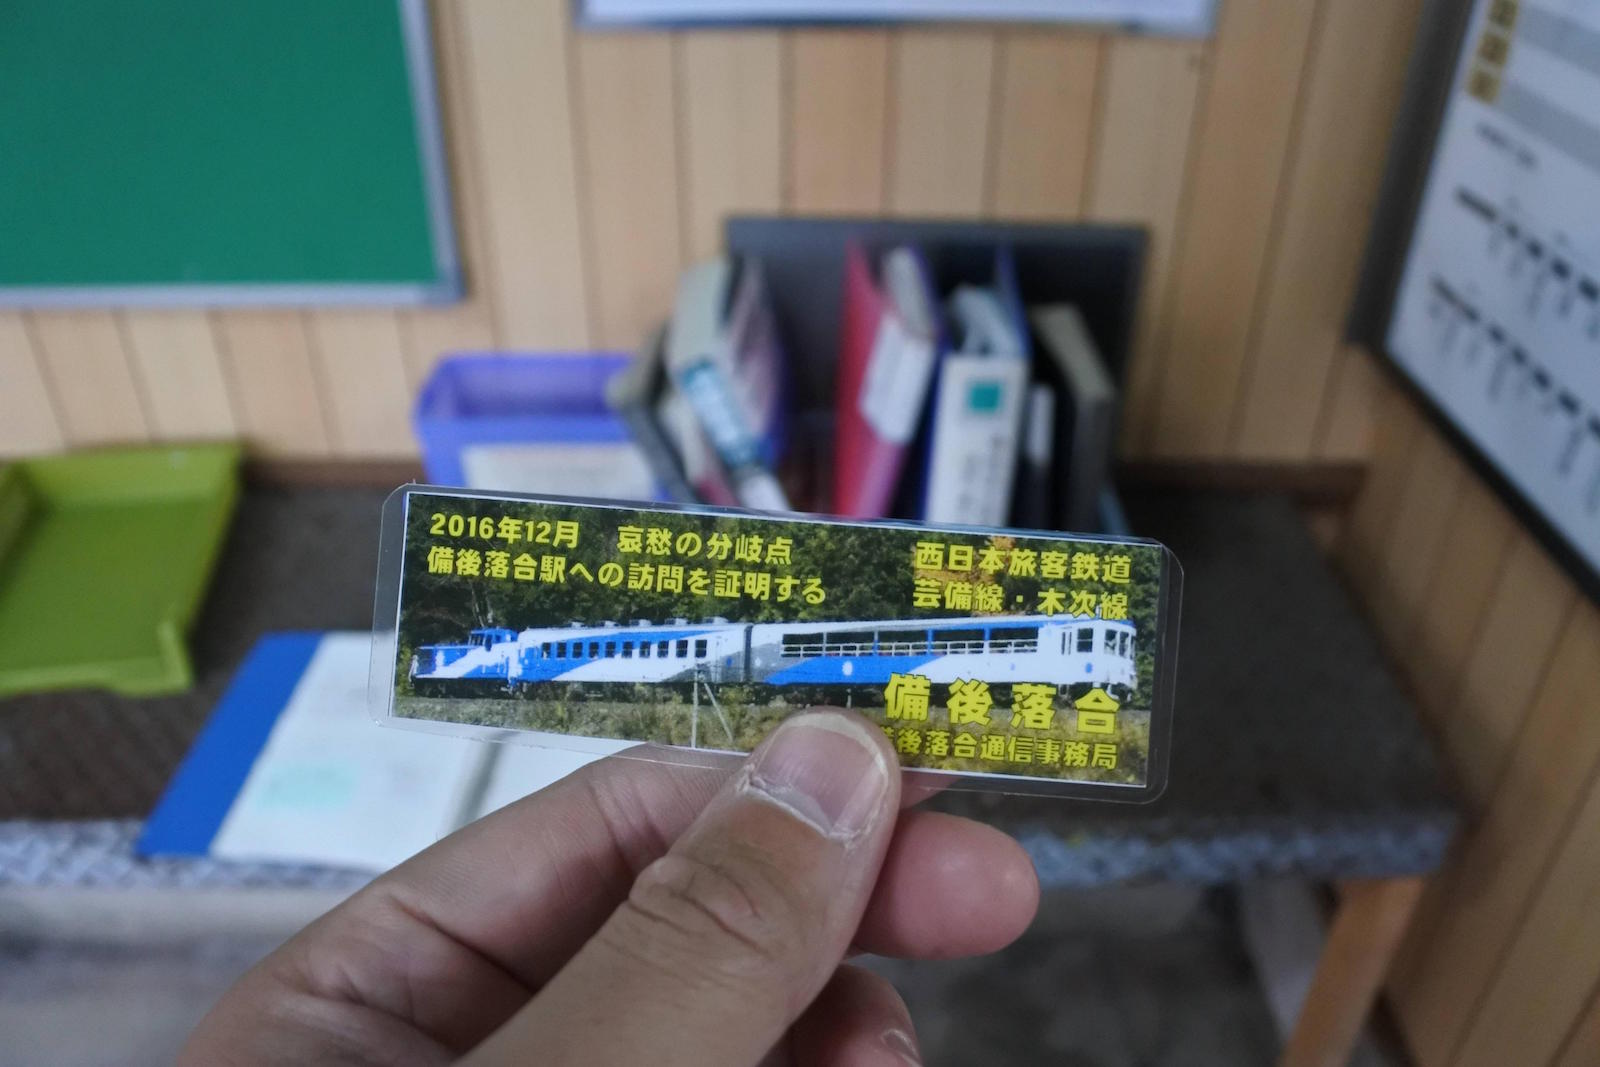 2016年12月 哀愁の分岐点
備後落合駅への訪問を証明する
西日本旅客鉄道
芸備線・木次線
備後落合
後落合通信事務局